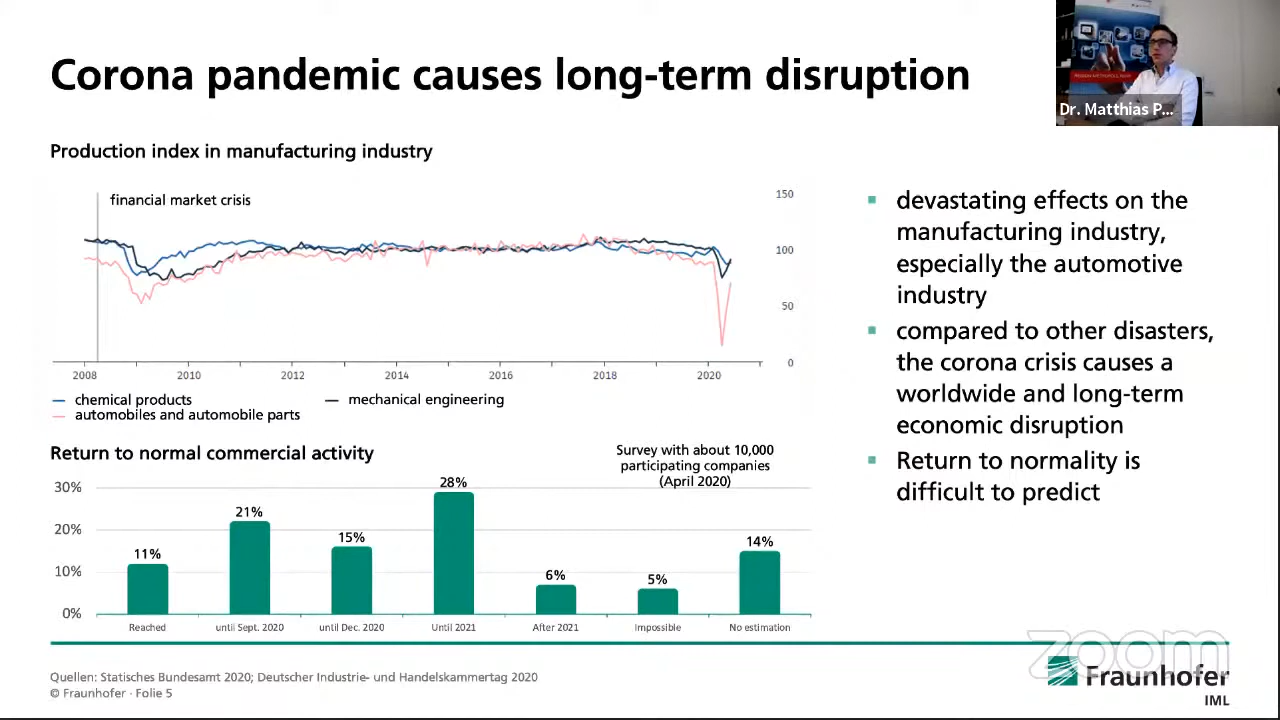 Corona pandemic causes long-term disruption
Dr. Matthias P...
Production index in manufacturing industry
financial market crisis
150
100
50
0
2008 2010 2012 2014 2016 2018 2020
chemical products
mechanical engineering
automobiles and automobile parts
Return to normal commercial activity
Survey with about 10,000
participating companies
(April 2020)
30%
20%
10%
0%
11% 21% 15% 28% 6% 5% 14%
Reached until Sept. 2020 until Dec. 2020 Until 2021 After 2021 Impossible No estimation
devastating effects on the
manufacturing industry,
especially the automotive
industry
compared to other disasters,
the corona crisis causes a
worldwide and long-term
economic disruption
Return to normality is
difficult to predict
Quellen: Statisches Bundesamt 2020; Deutscher Industrie- und Handelskammertag 2020
© Fraunhofer · Folie 5
zoom
Fraunhofer
IML